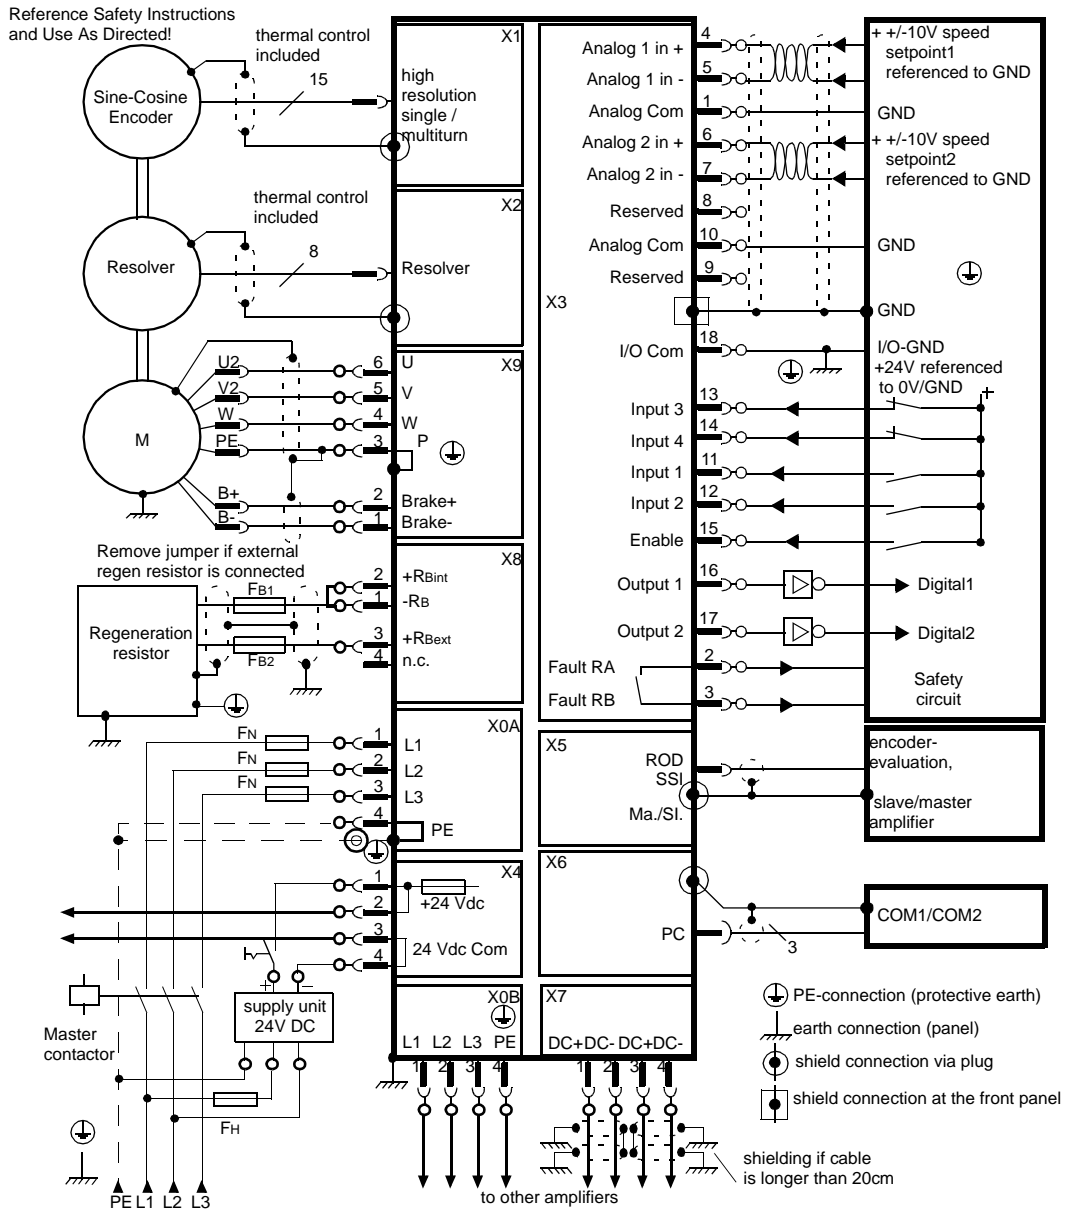 Reference Safety Instructions
and Use As Directed!
Sine-Cosine
Encoder
thermal control
included
15
X1
high
resolution
single /
multiturn
Resolver
thermal control
included
8
X2
Resolver
M
U2
V2
W
PE
B+
B-
6
5
4
3
2
1
U
V
W
P
Brake+
Brake-
X9
Remove jumper if external
regen resistor is connected
Regeneration
resistor
FB1
FB2
2
1
3
4
+RBint
-RB
+RBext
n.c.
X8
FN
FN
FN
1
2
3
4
L1
L2
L3
PE
X0A
1
2
3
4
+24 Vdc
24 Vdc Com
X4
+
–
supply unit
24V DC
Master
contactor
FH
PE L1 L2 L3
X0B
L1 L2 L3 PE
1 2 3 4
X3
Analog 1 in +
Analog 1 in -
Analog Com
Analog 2 in +
Analog 2 in -
Reserved
Analog Com
Reserved
I/O Com
Input 3
Input 4
Input 1
Input 2
Enable
Output 1
Output 2
Fault RA
Fault RB
4
5
1
6
7
8
10
9
18
13
14
11
12
15
16
17
2
3
+ +/-10V speed
setpoint1
referenced to GND
GND
+ +/-10V speed
setpoint2
referenced to GND
GND
GND
I/O-GND
+24V referenced
to 0V/GND
+
Digital1
Digital2
Safety
circuit
X5
ROD
SSI
Ma./SI.
encoder-
evaluation,
slave/master
amplifier
X6
PC
3
COM1/COM2
X7
DC+DC- DC+DC-
1 2 3 4
to other amplifiers
PE-connection (protective earth)
earth connection (panel)
shield connection via plug
shield connection at the front panel
shielding if cable
is longer than 20cm